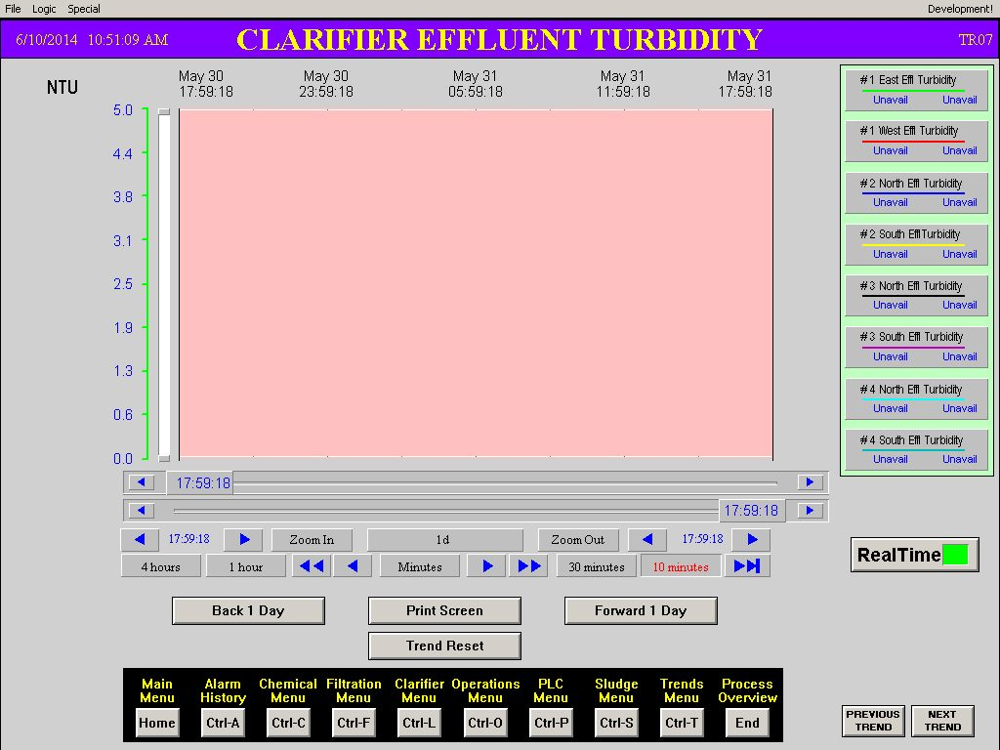 File Logic Special Development!
6/10/2014 10:51:09 AM CLARIFIER EFFLUENT TURBIDITY TR07
NTU
May 30 May 30 May 31 May 31 May 31
17:59:18 23:59:18 05:59:18 11:59:18 17:59:18
5.0
4.4
3.8
3.1
2.5
1.9
1.3
0.6
0.0
#1 East Effl Turbidity
Unavail Unavail
#1 West Effl Turbidity
Unavail Unavail
#2 North Effl Turbidity
Unavail Unavail
#2 South EfflTurbidity
Unavail Unavail
#3 North Effl Turbidity
Unavail Unavail
#3 South Effl Turbidity
Unavail Unavail
#4 North Effl Turbidity
Unavail Unavail
#4 South Effl Turbidity
Unavail Unavail
17:59:18
17:59:18
17:59:18 Zoom In 1d Zoom Out 17:59:18
4 hours 1 hour Minutes 30 minutes 10 minutes
RealTime
Back 1 Day Print Screen Forward 1 Day
Trend Reset
Main Alarm Chemical Filtration Clarifier Operations PLC Sludge Trends Process
Menu History Menu Menu Menu Menu Menu Menu Menu Overview
Home Ctrl-A Ctrl-C Ctrl-F Ctrl-L Ctrl-O Ctrl-P Ctrl-S Ctrl-T End
PREVIOUS NEXT
TREND TREND